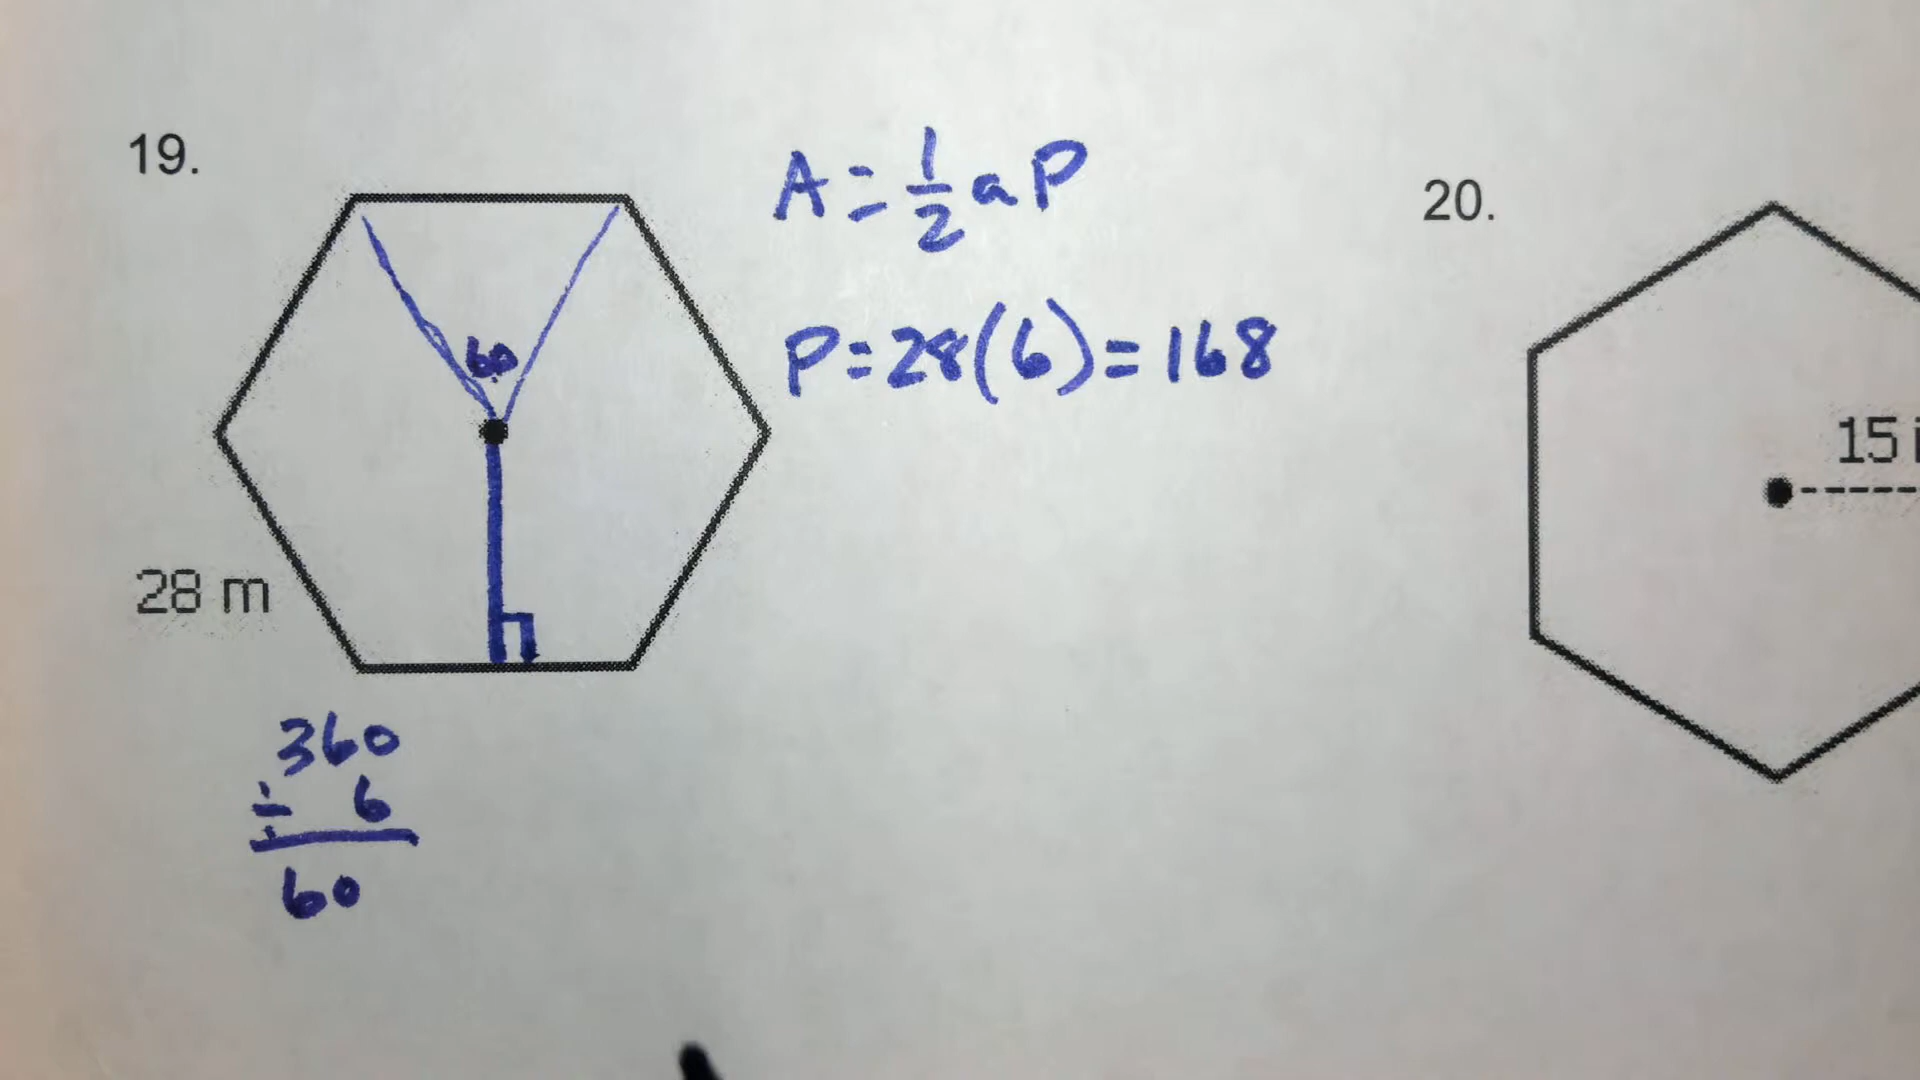 19.
A = 1/2 a P
P = 28(6) = 168
60
28 m
360
÷ 6
60
20.
15 i